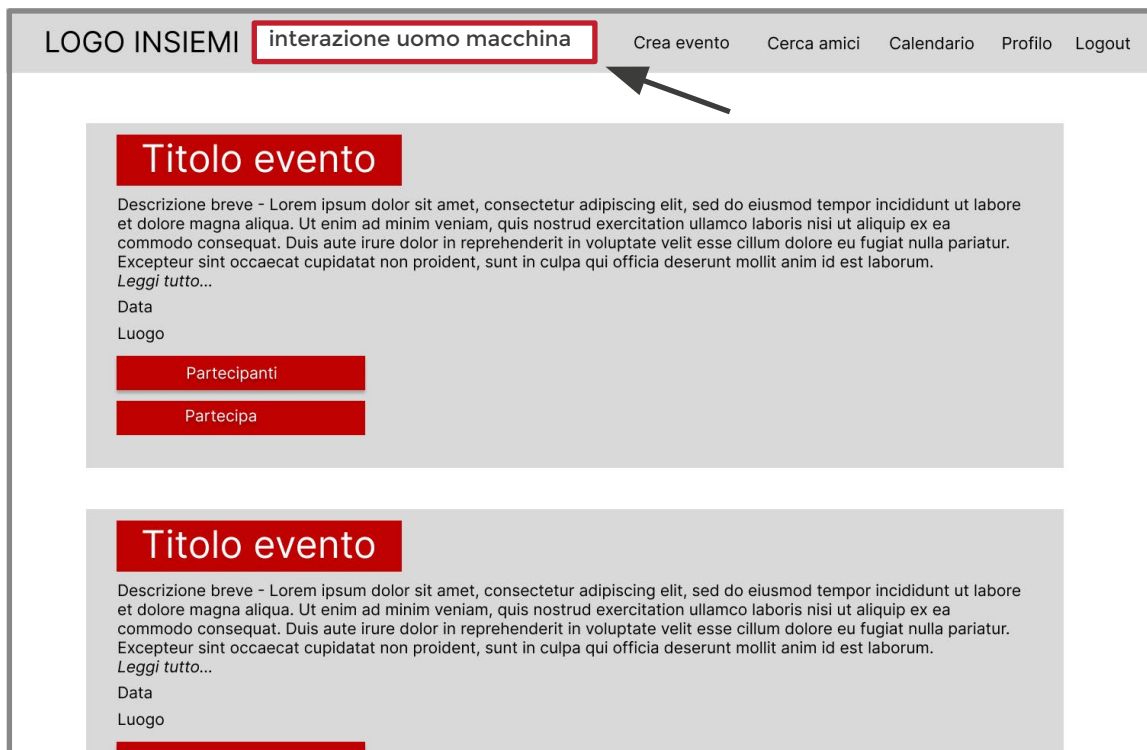 LOGO INSIEMI interazione uomo macchina Crea evento Cerca amici Calendario Profilo Logout
Titolo evento
Descrizione breve - Lorem ipsum dolor sit amet, consectetur adipiscing elit, sed do eiusmod tempor incididunt ut labore
et dolore magna aliqua. Ut enim ad minim veniam, quis nostrud exercitation ullamco laboris nisi ut aliquip ex ea
commodo consequat. Duis aute irure dolor in reprehenderit in voluptate velit esse cillum dolore eu fugiat nulla pariatur.
Excepteur sint occaecat cupidatat non proident, sunt in culpa qui officia deserunt mollit anim id est laborum.
Leggi tutto...
Data
Luogo
Partecipanti
Partecipa
Titolo evento
Descrizione breve - Lorem ipsum dolor sit amet, consectetur adipiscing elit, sed do eiusmod tempor incididunt ut labore
et dolore magna aliqua. Ut enim ad minim veniam, quis nostrud exercitation ullamco laboris nisi ut aliquip ex ea
commodo consequat. Duis aute irure dolor in reprehenderit in voluptate velit esse cillum dolore eu fugiat nulla pariatur.
Excepteur sint occaecat cupidatat non proident, sunt in culpa qui officia deserunt mollit anim id est laborum.
Leggi tutto...
Data
Luogo